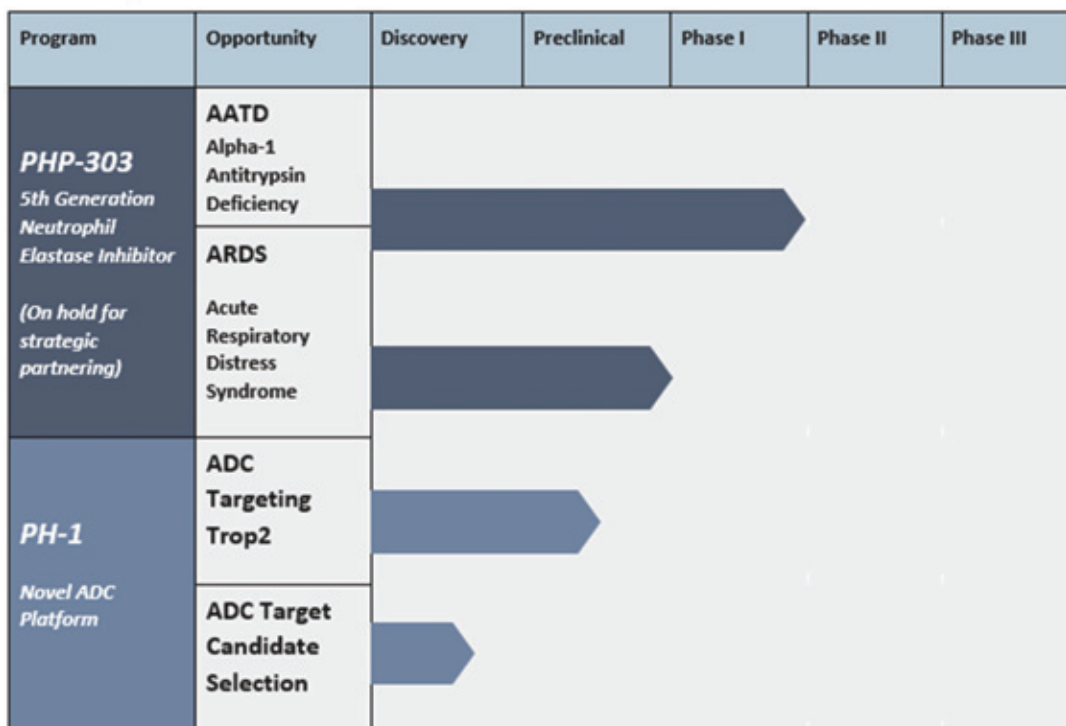 Program
Opportunity
Discovery
Preclinical
Phase I
Phase II
Phase III
PHP-303
5th Generation
Neutrophil
Elastase Inhibitor
(On hold for
strategic
partnering)
AATD
Alpha-1
Antitrypsin
Deficiency
ARDS
Acute
Respiratory
Distress
Syndrome
PH-1
Novel ADC
Platform
ADC
Targeting
Trop2
ADC Target
Candidate
Selection